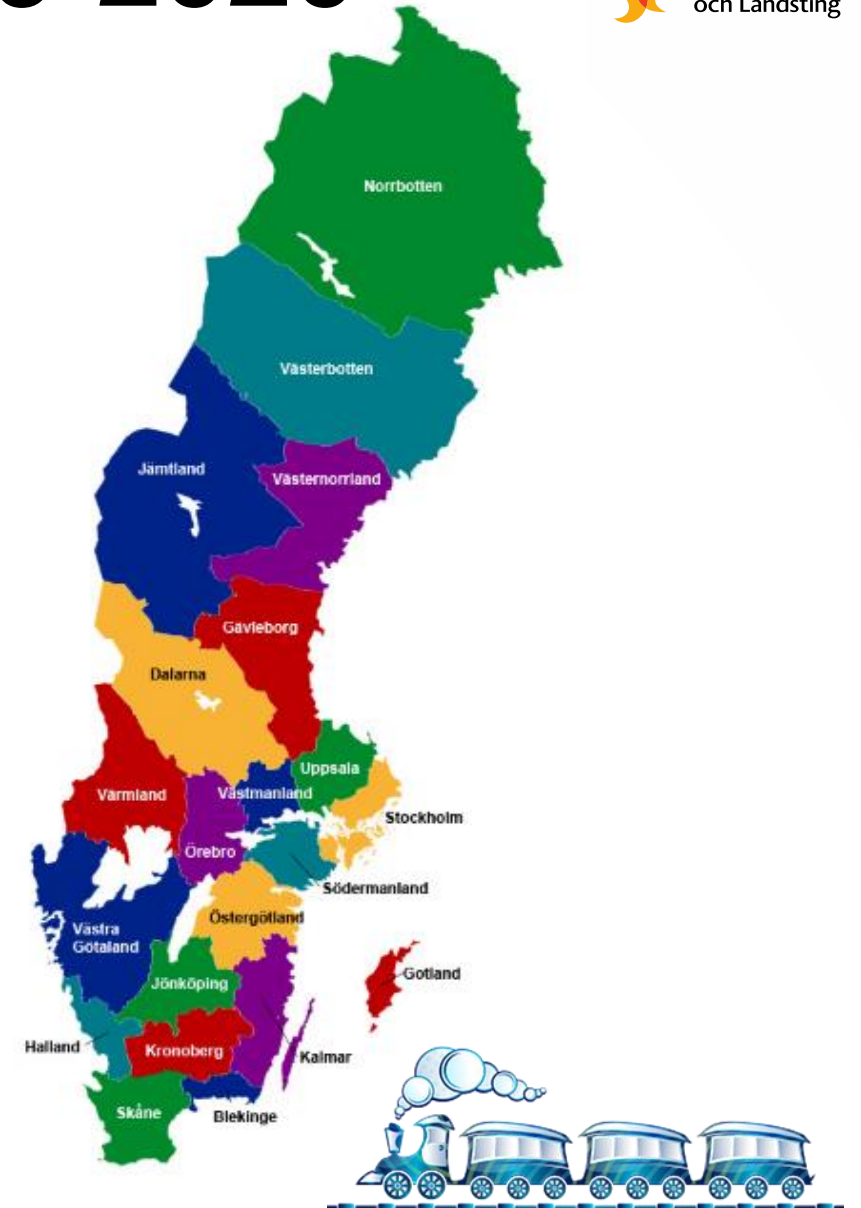 2020
och Landsting
Norrbotten
Västerbotten
Jämtland
Västernorrland
Gävleborg
Dalarna
Uppsala
Värmland
Västmanland
Stockholm
Örebro
Södermanland
Östergötland
Västra
Götaland
Gotland
Jönköping
Halland
Kronoberg
Kalmar
Skåne
Blekinge